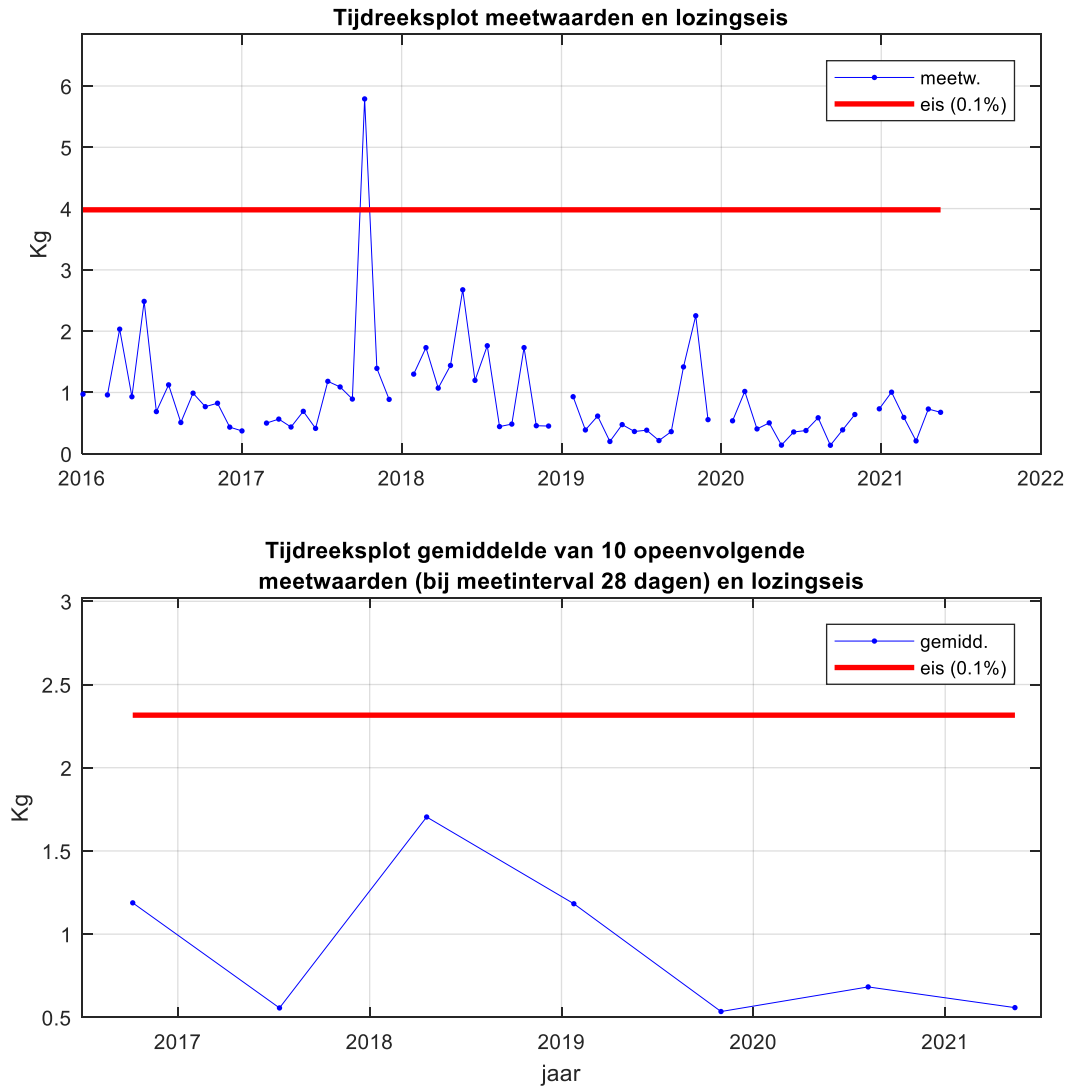 Tijdreeksplot meetwaarden en lozingseis
meetw.
eis (0.1%)
Kg
6
5
4
3
2
1
0
2016
2017
2018
2019
2020
2021
2022
Tijdreeksplot gemiddelde van 10 opeenvolgende
meetwaarden (bij meetinterval 28 dagen) en lozingseis
gemidd.
eis (0.1%)
Kg
3
2.5
2
1.5
1
0.5
2017
2018
2019
2020
2021
jaar